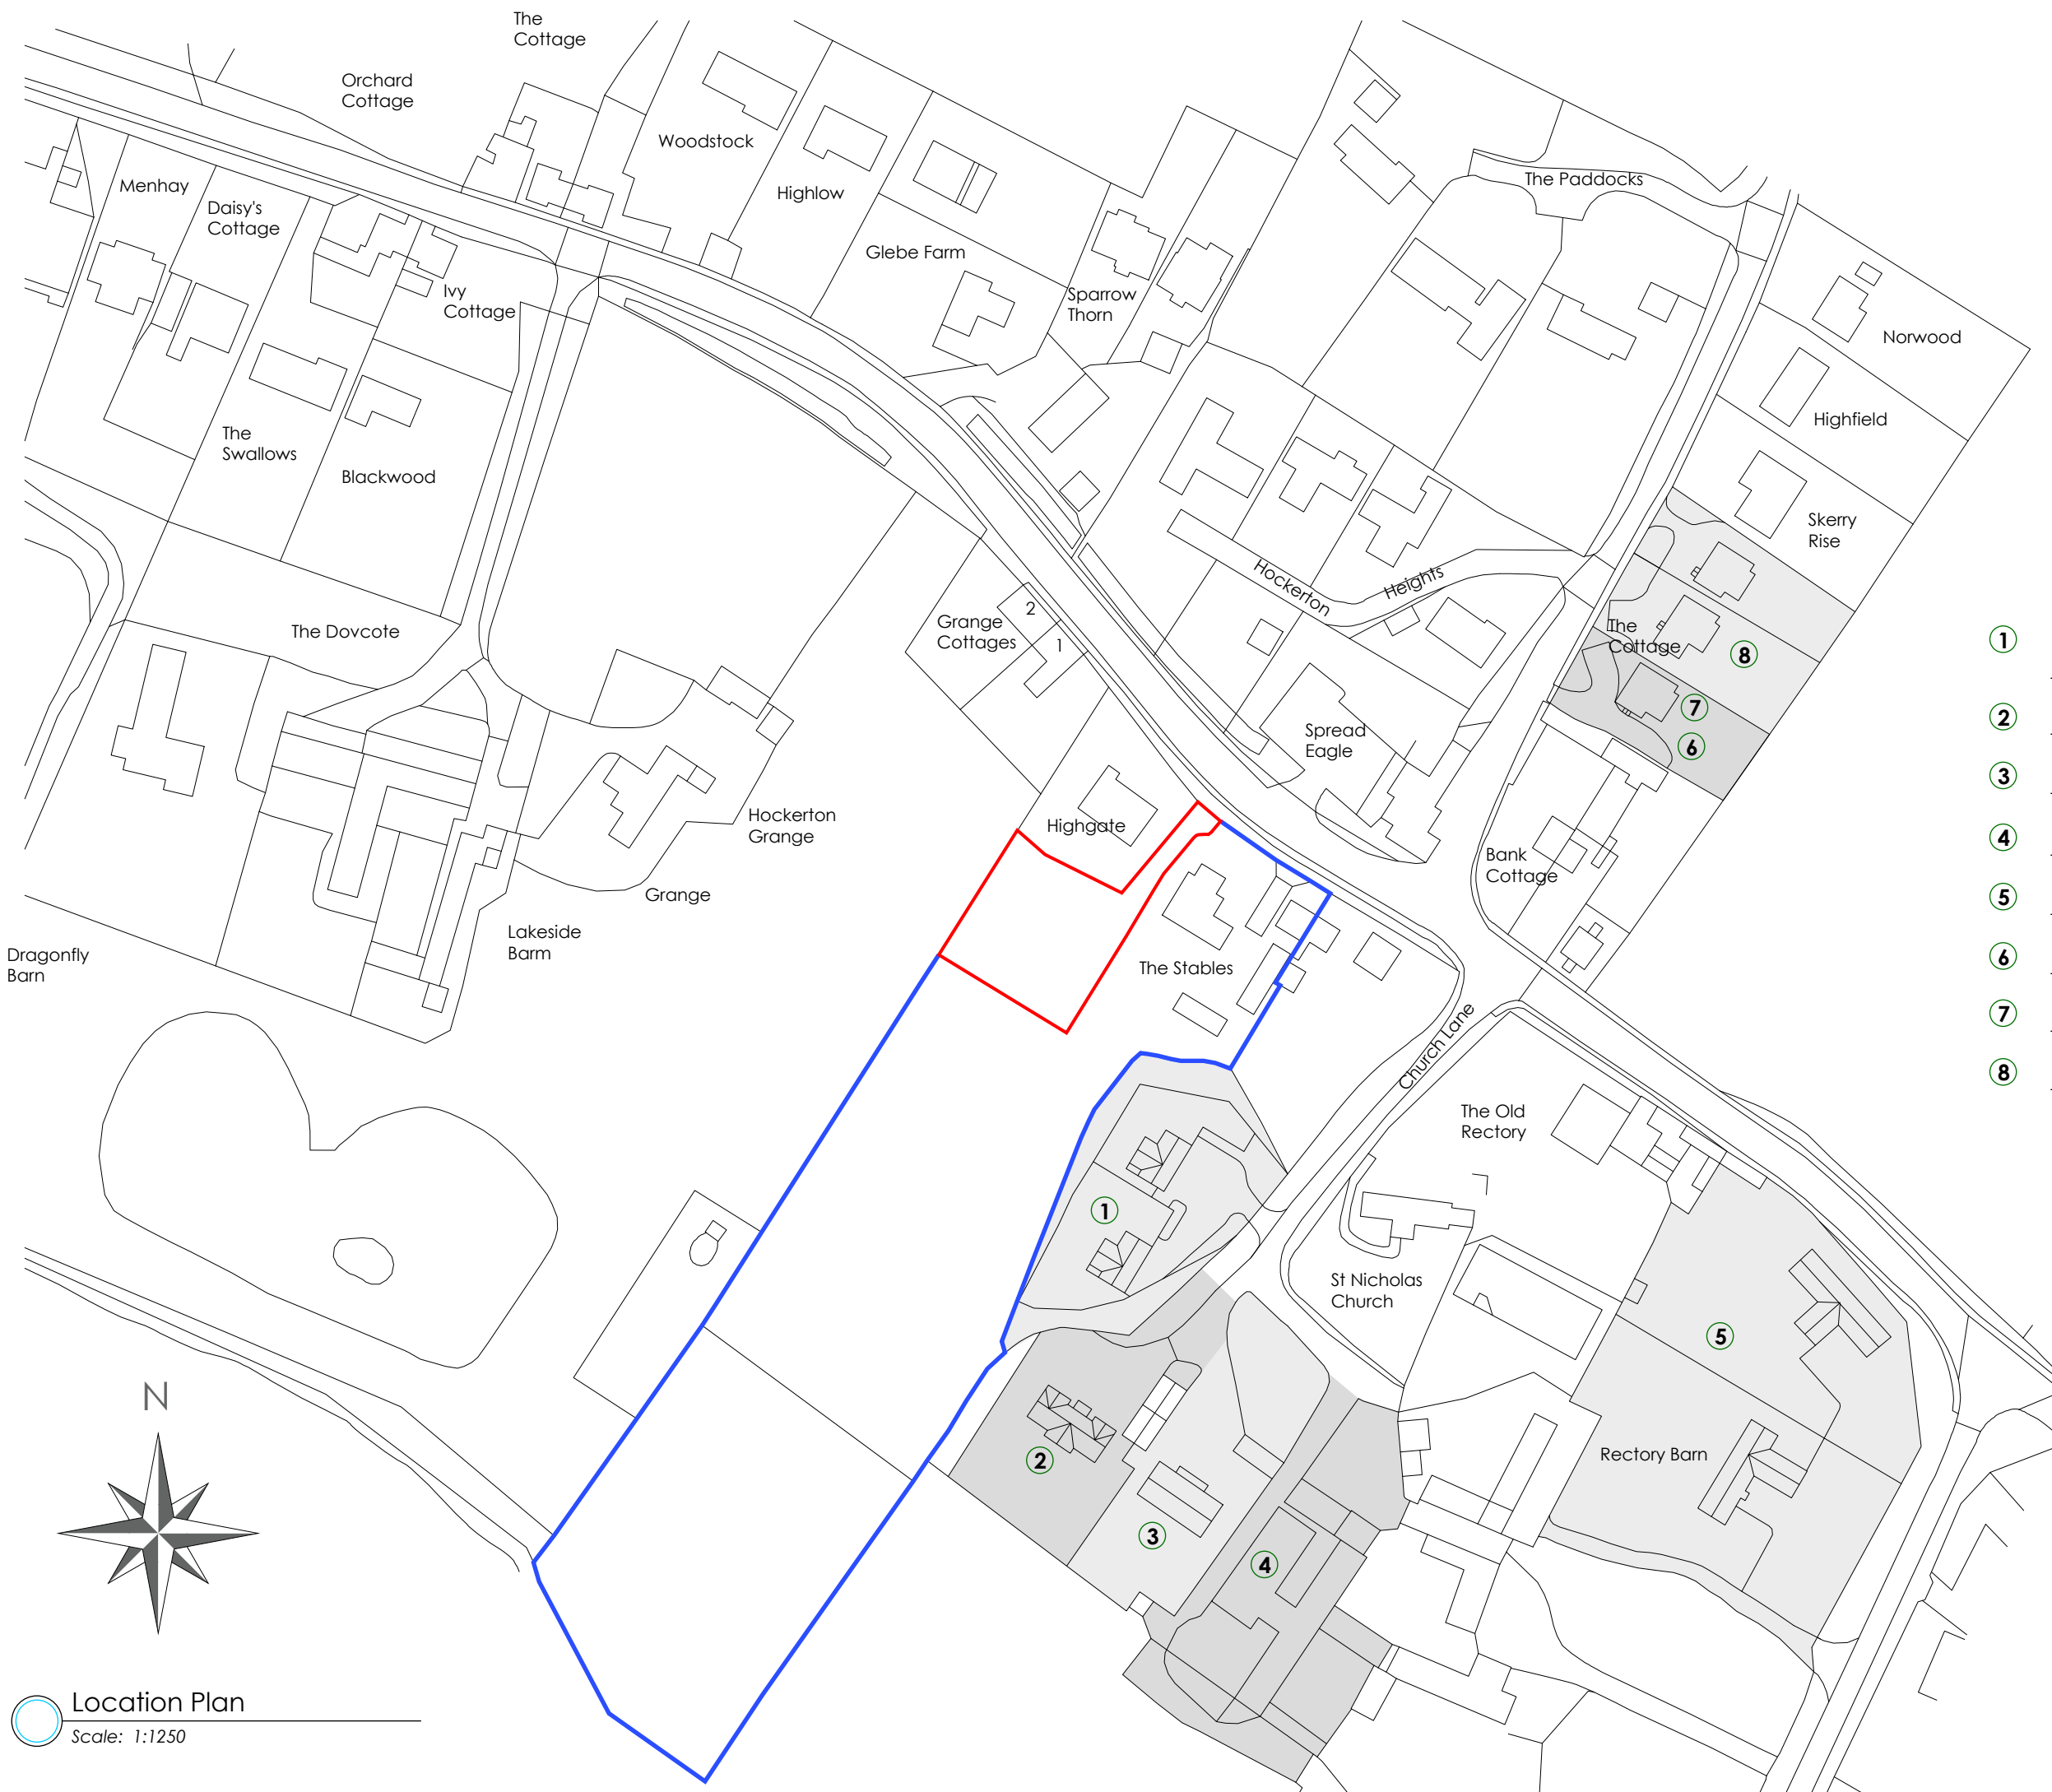 The
Cottage
Orchard
Cottage
Woodstock
Menhay
Daisy's
Cottage
Highlow
The Paddocks
Glebe Farm
Ivy
Cottage
Sparrow
Thorn
Norwood
Highfield
The
Swallows
Blackwood
Skerry
Rise
Hockerton
Heights
The Dovcote
Grange
Cottages
2
1
The
Cottage
8
7
6
Spread
Eagle
Highgate
Hockerton
Grange
Grange
Bank
Cottage
Lakeside
Barm
Dragonfly
Barn
The Stables
Church Lane
The Old
Rectory
1
St Nicholas
Church
5
Rectory Barn
2
3
4
1
2
3
4
5
6
7
8
N
Location Plan
Scale: 1:1250